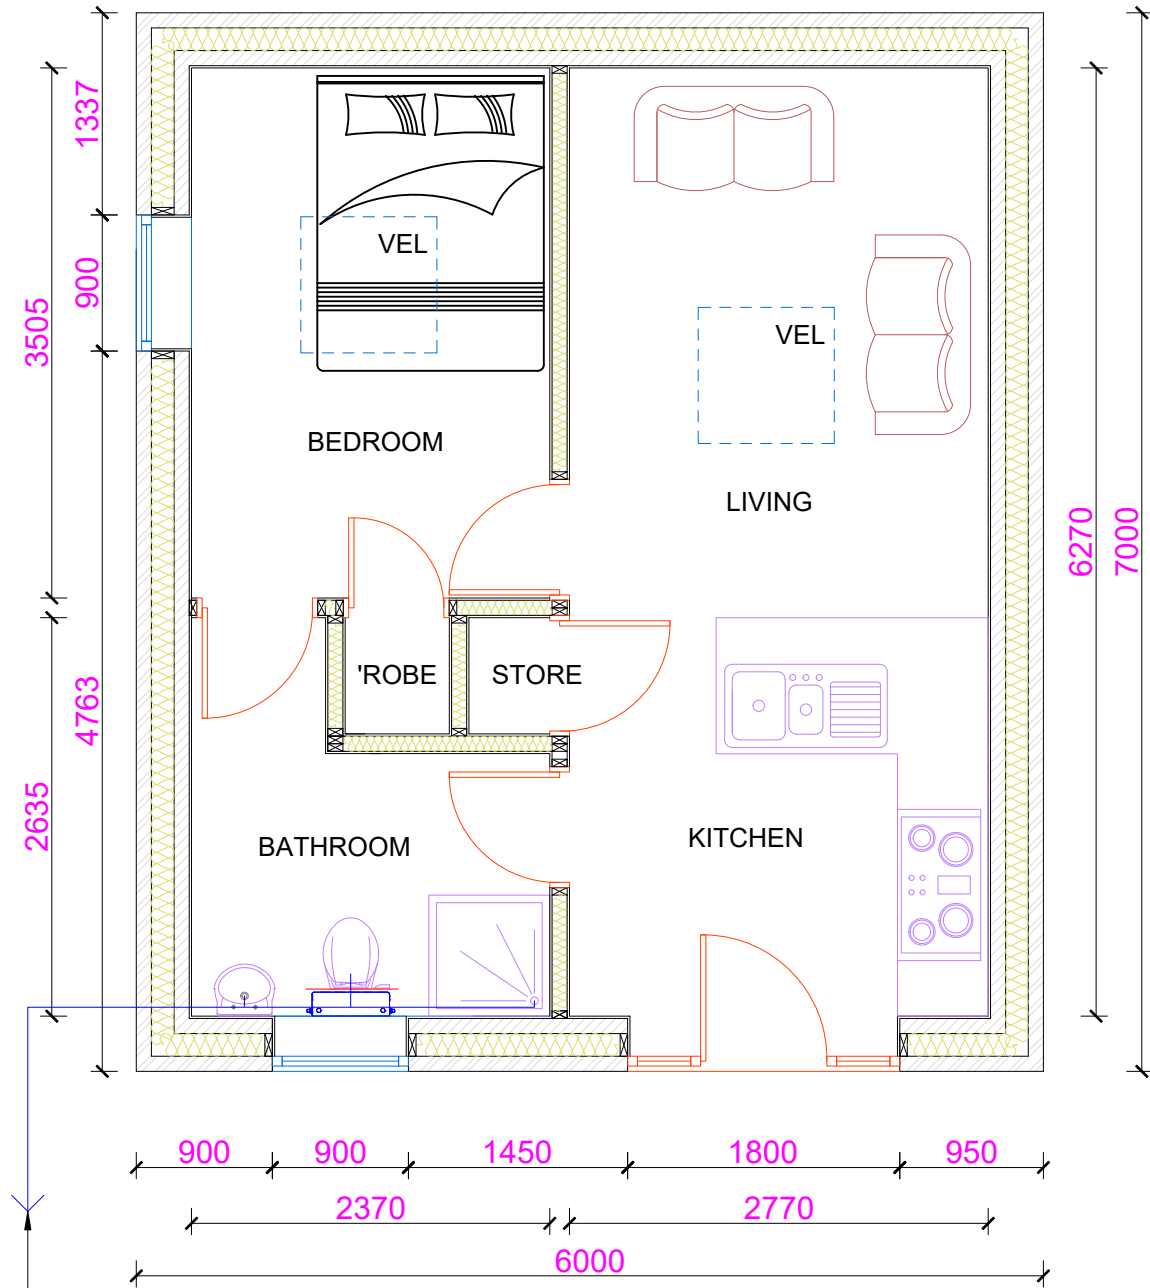 1337
VEL
900
3505
VEL
BEDROOM
LIVING
6270
7000
'ROBE
STORE
4763
2635
BATHROOM
KITCHEN
900
900
1450
1800
950
2370
2770
6000